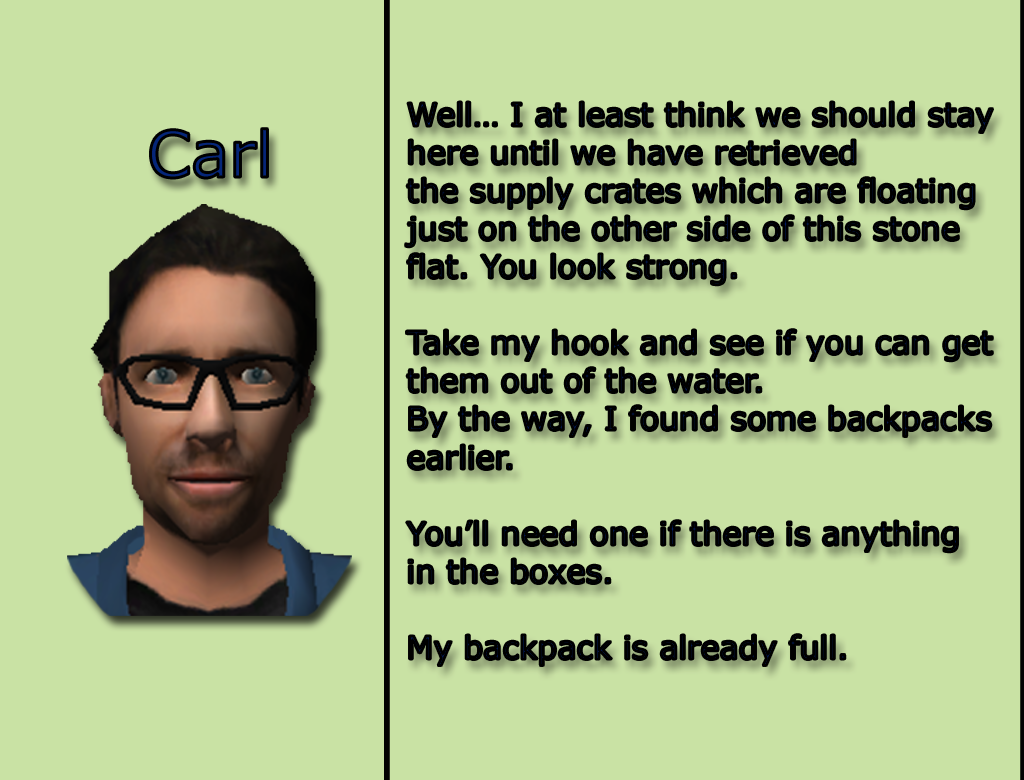 Carl
Well... I at least think we should stay
here until we have retrieved
the supply crates which are floating
just on the other side of this stone
flat. You look strong.
Take my hook and see if you can get
them out of the water.
By the way, I found some backpacks
earlier.
You’ll need one if there is anything
in the boxes.
My backpack is already full.